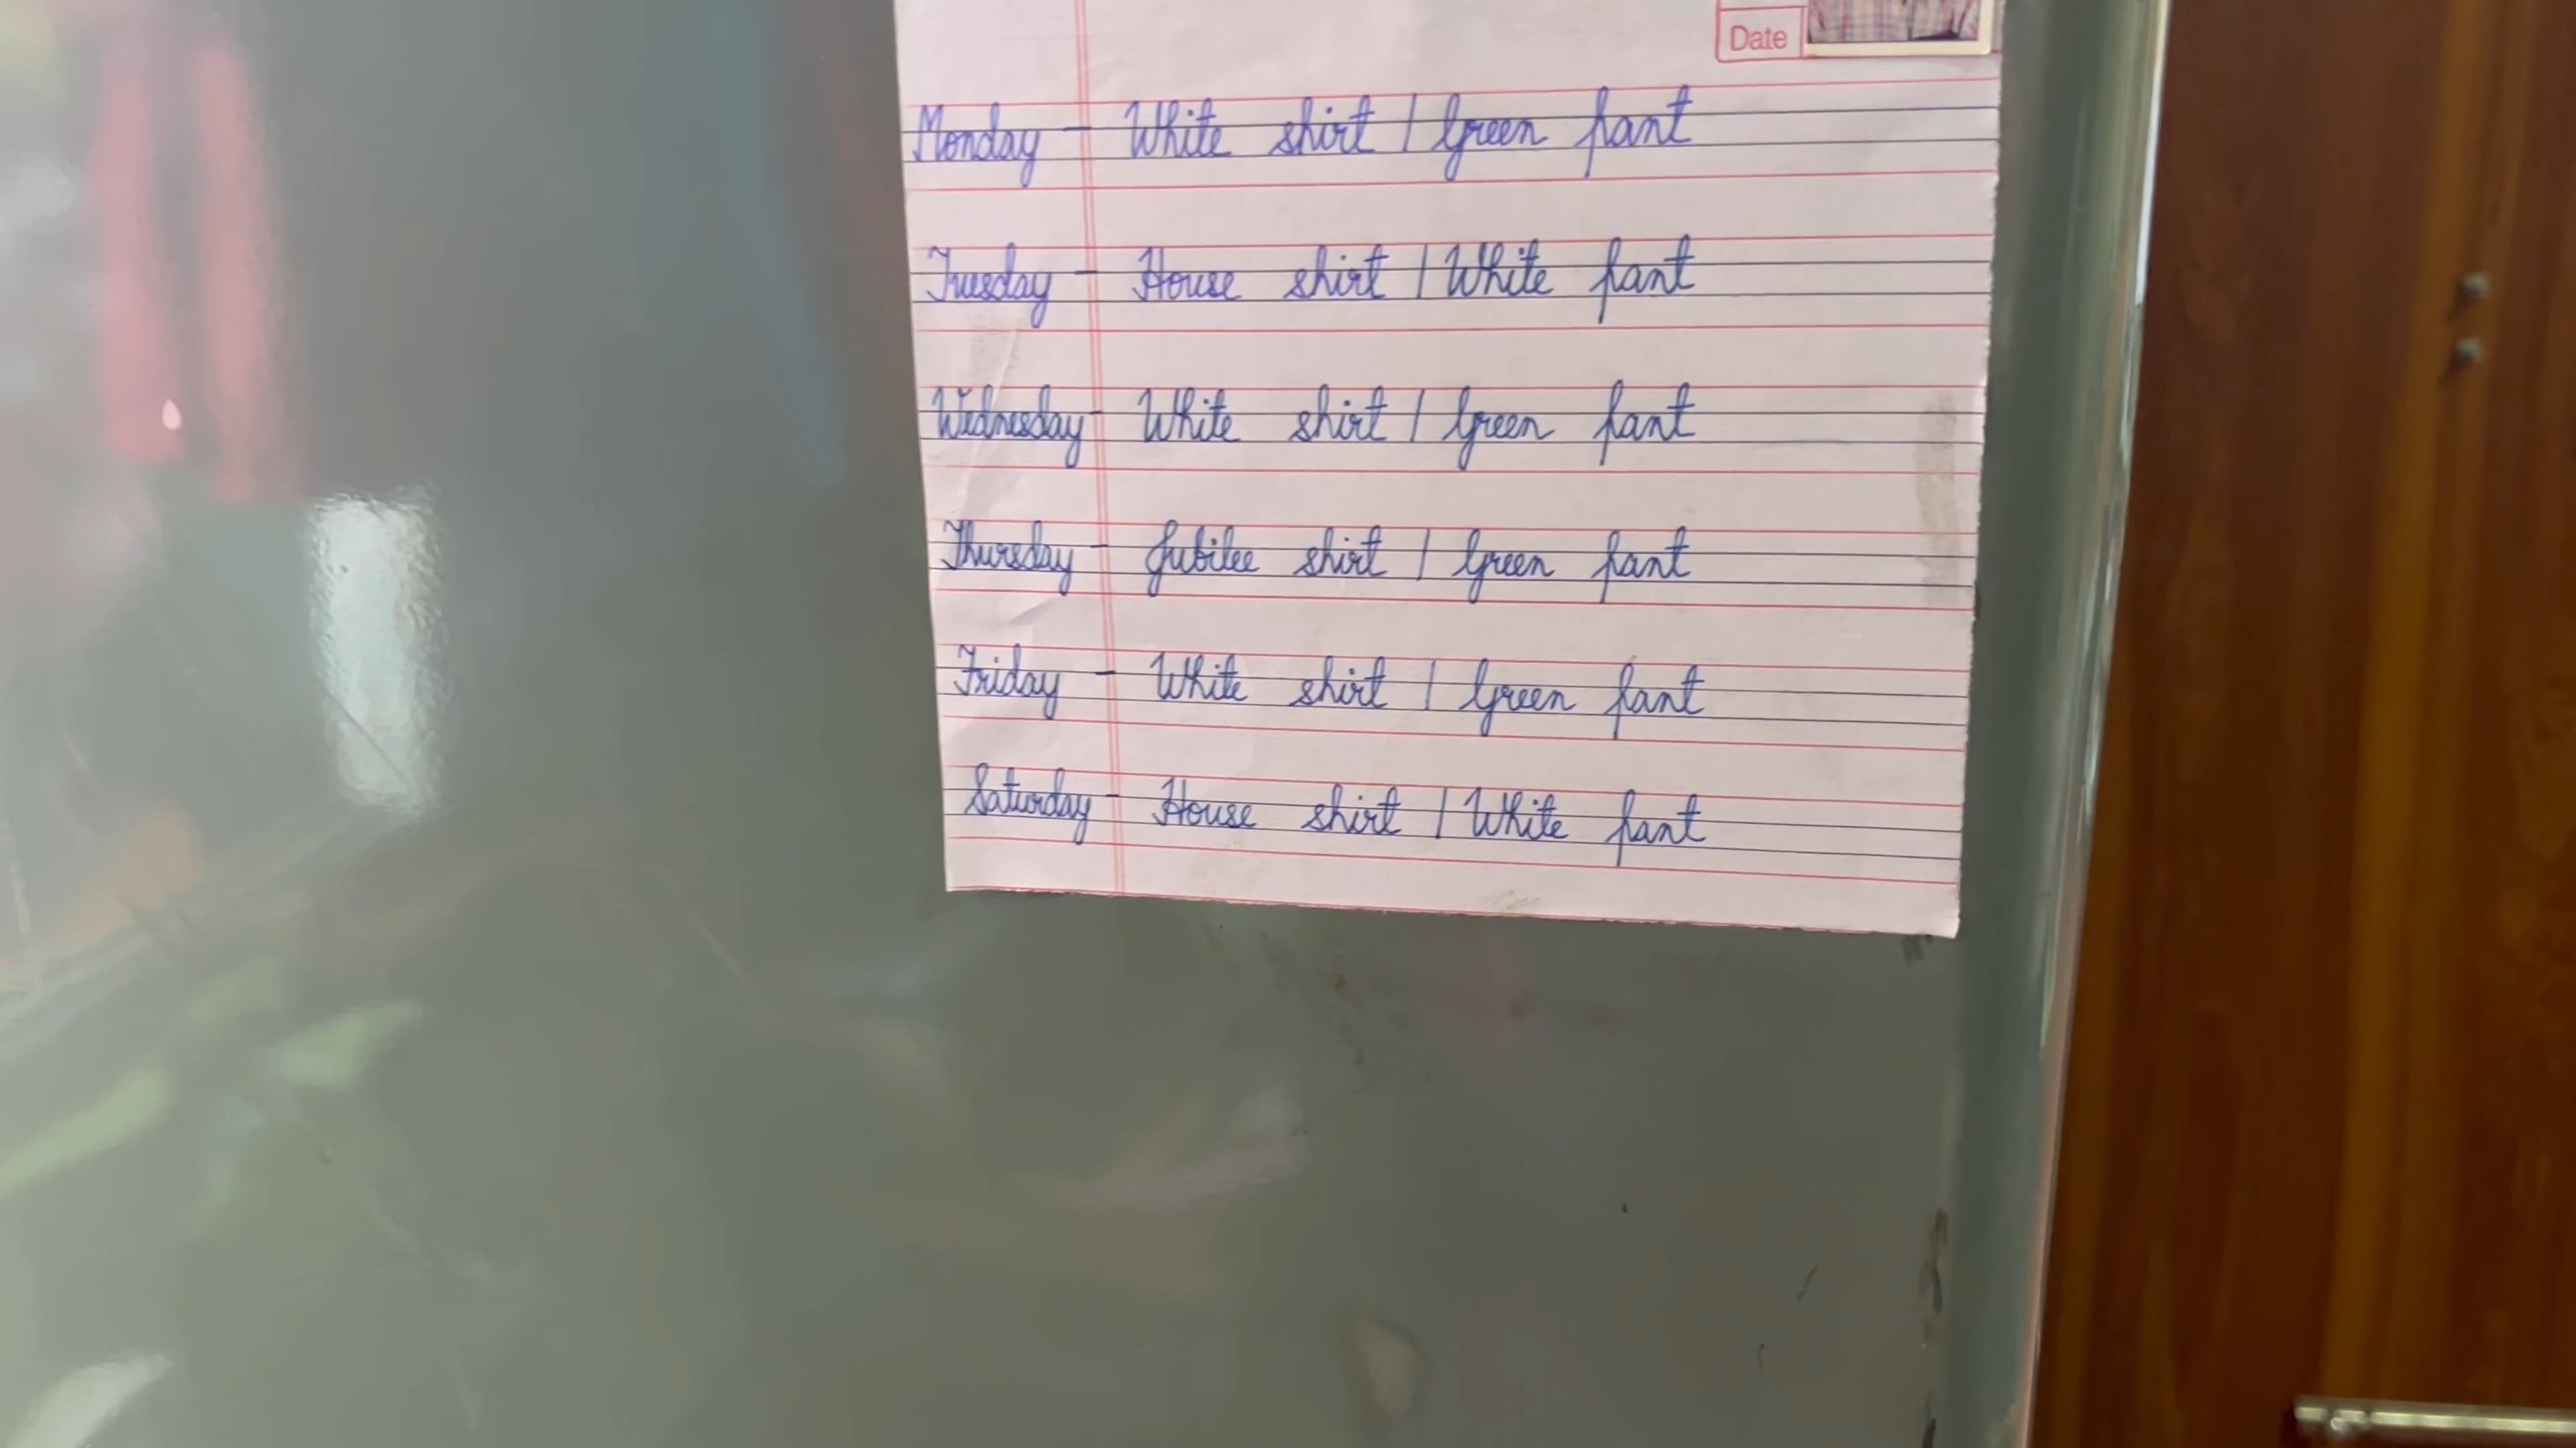 Date
Monday - White shirt / Green pant
Tuesday - House shirt / White pant
Wednesday - White shirt / Green pant
Thursday - Jubilee shirt / Green pant
Friday - White shirt / Green pant
Saturday - House shirt / White pant